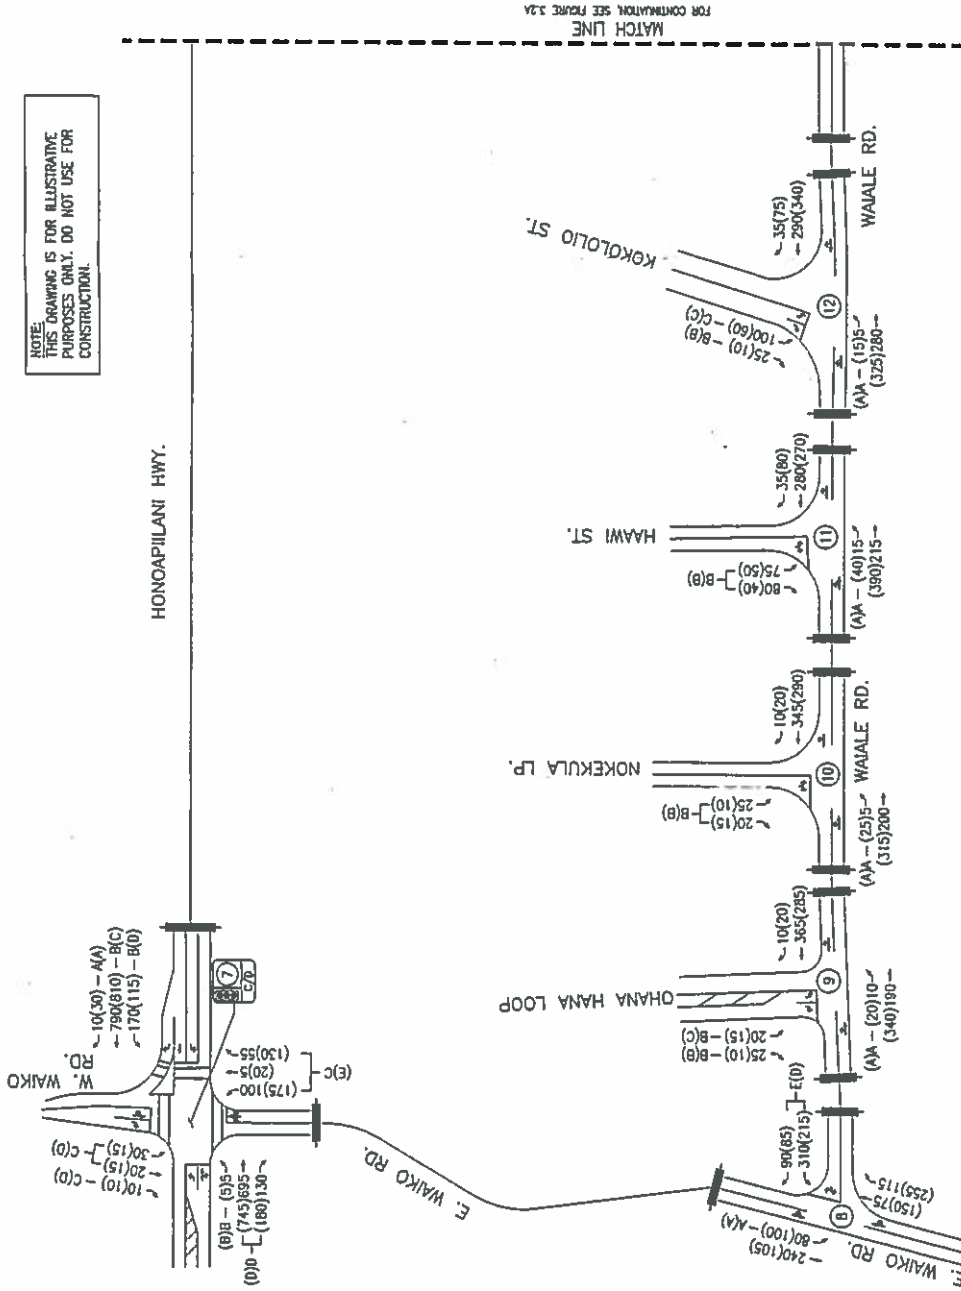 FOR CONTINUATION, SEE FIGURE 3.2A
MATCH LINE
NOTE:
THIS DRAWING IS FOR ILLUSTRATIVE
PURPOSES ONLY. DO NOT USE FOR
CONSTRUCTION.
HONOAPIILANI HWY.
WAIALE RD.
KOKOLOLIO ST.
35(75)
290(340)
100(60) - C(C)
25(10) - B(B)
12
(A)A - (15)5
(325)280
HAAWI ST.
35(80)
280(270)
75(50)
80(40)
B(B)
11
(A)A - (40)15
(390)215
WAIALE RD.
NOKEKULA LP.
10(20)
345(290)
25(10)
20(15)
B(B)
10
(A)A - (25)5
(315)200
OHANA HANA LOOP
10(20)
365(285)
20(15) - B(C)
25(10) - B(B)
9
(A)A - (20)10
(340)190
W. WAIKO
RD.
10(30) - A(A)
790(810) - B(C)
170(115) - B(D)
7
C/D
(130)55
(20)5
(175)100
(E)C
30(15)
20(15)
C(D)
10(10) - C(D)
(B)B - (5)5
(745)695
(180)130
(D)D
E. WAIKO RD.
90(85)
310(215)
E(D)
80(100)-A(A)
240(105)
8
(150)75
(255)115
E. WAIKO RD.